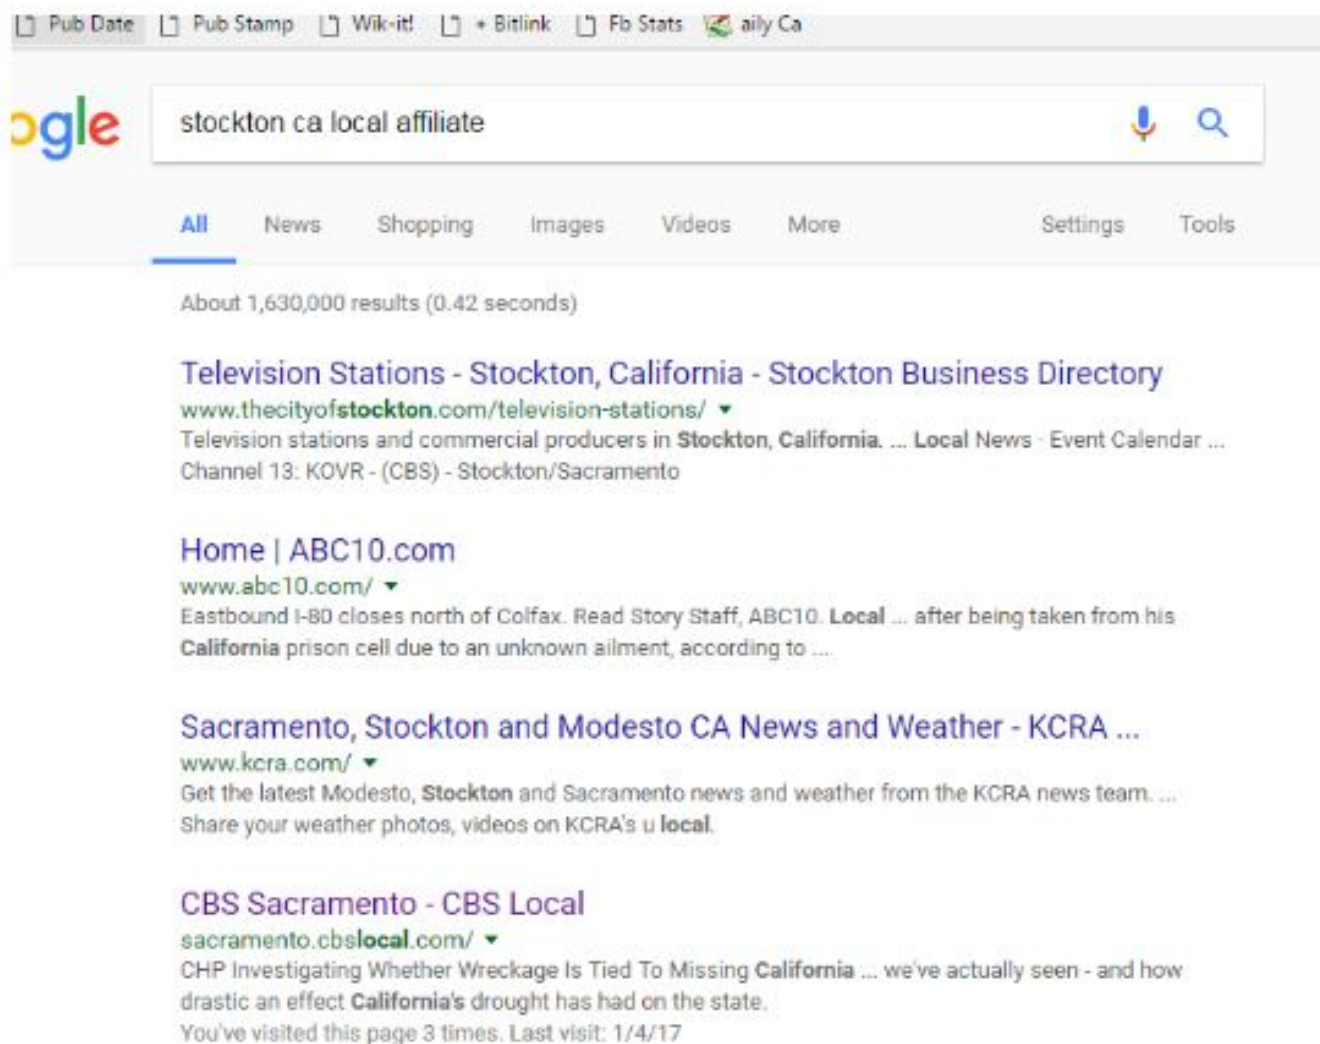 Pub Date Pub Stamp Wik-it! + Bitlink Fb Stats aily Ca
ogle stockton ca local affiliate
All News Shopping Images Videos More Settings Tools
About 1,630,000 results (0.42 seconds)
Television Stations - Stockton, California - Stockton Business Directory
www.thecityofstockton.com/television-stations/
Television stations and commercial producers in Stockton, California. ... Local News · Event Calendar ...
Channel 13: KOVR - (CBS) - Stockton/Sacramento
Home | ABC10.com
www.abc10.com/
Eastbound I-80 closes north of Colfax. Read Story Staff, ABC10. Local ... after being taken from his
California prison cell due to an unknown ailment, according to ....
Sacramento, Stockton and Modesto CA News and Weather - KCRA ...
www.kcra.com/
Get the latest Modesto, Stockton and Sacramento news and weather from the KCRA news team. ...
Share your weather photos, videos on KCRA's u local.
CBS Sacramento - CBS Local
sacramento.cbslocal.com/
CHP Investigating Whether Wreckage Is Tied To Missing California ... we've actually seen - and how
drastic an effect California's drought has had on the state.
You've visited this page 3 times. Last visit: 1/4/17